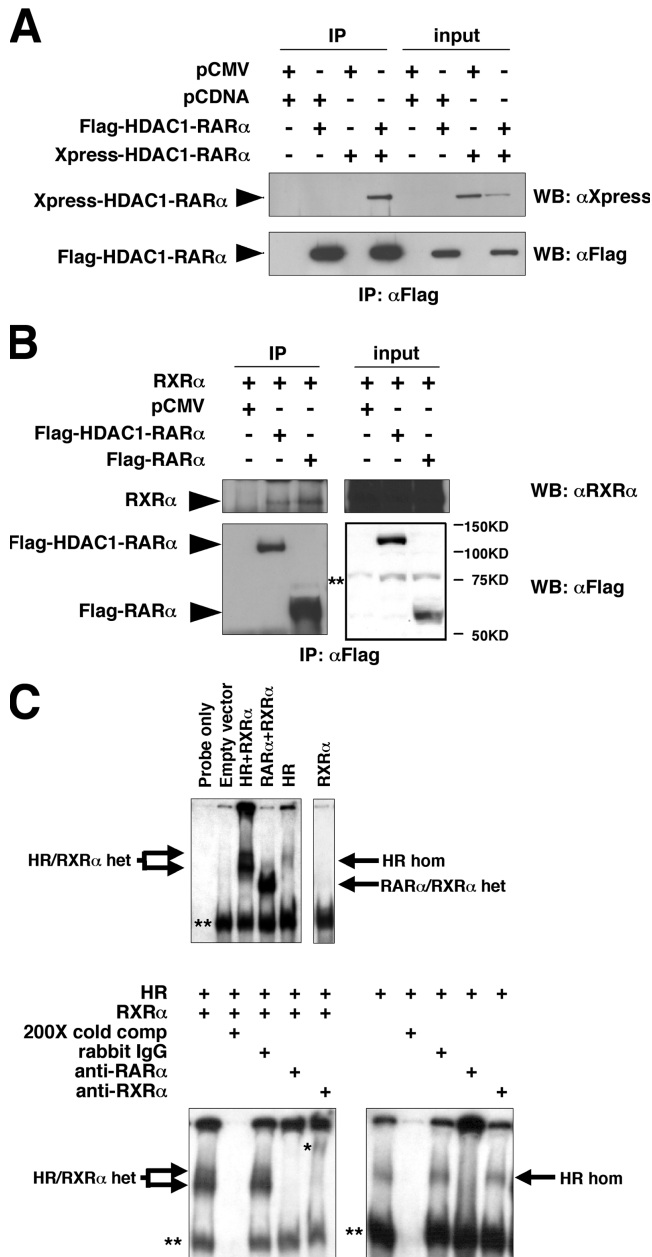 A
IP input
pCMV + - + - + - + -
pCDNA + + - - + + - -
Flag-HDAC1-RARα - + - + - + - +
Xpress-HDAC1-RARα - - + + - - + +
Xpress-HDAC1-RARα WB: αXpress
Flag-HDAC1-RARα WB: αFlag
IP: αFlag
B
IP input
RXRα + + + + + +
pCMV + - - + - -
Flag-HDAC1-RARα - + - - + -
Flag-RARα - - + - - +
RXRα WB: αRXRα
Flag-HDAC1-RARα
150KD
100KD
** 75KD
WB: αFlag
Flag-RARα
50KD
IP: αFlag
C
Probe only
Empty vector
HR+RXRα
RARα+RXRα
HR
RXRα
HR/RXRα het HR hom
RARα/RXRα het
**
HR + + + + + + + + + +
RXRα + + + + +
200X cold comp + +
rabbit IgG + +
anti-RARα + +
anti-RXRα + +
*
HR/RXRα het HR hom
** **